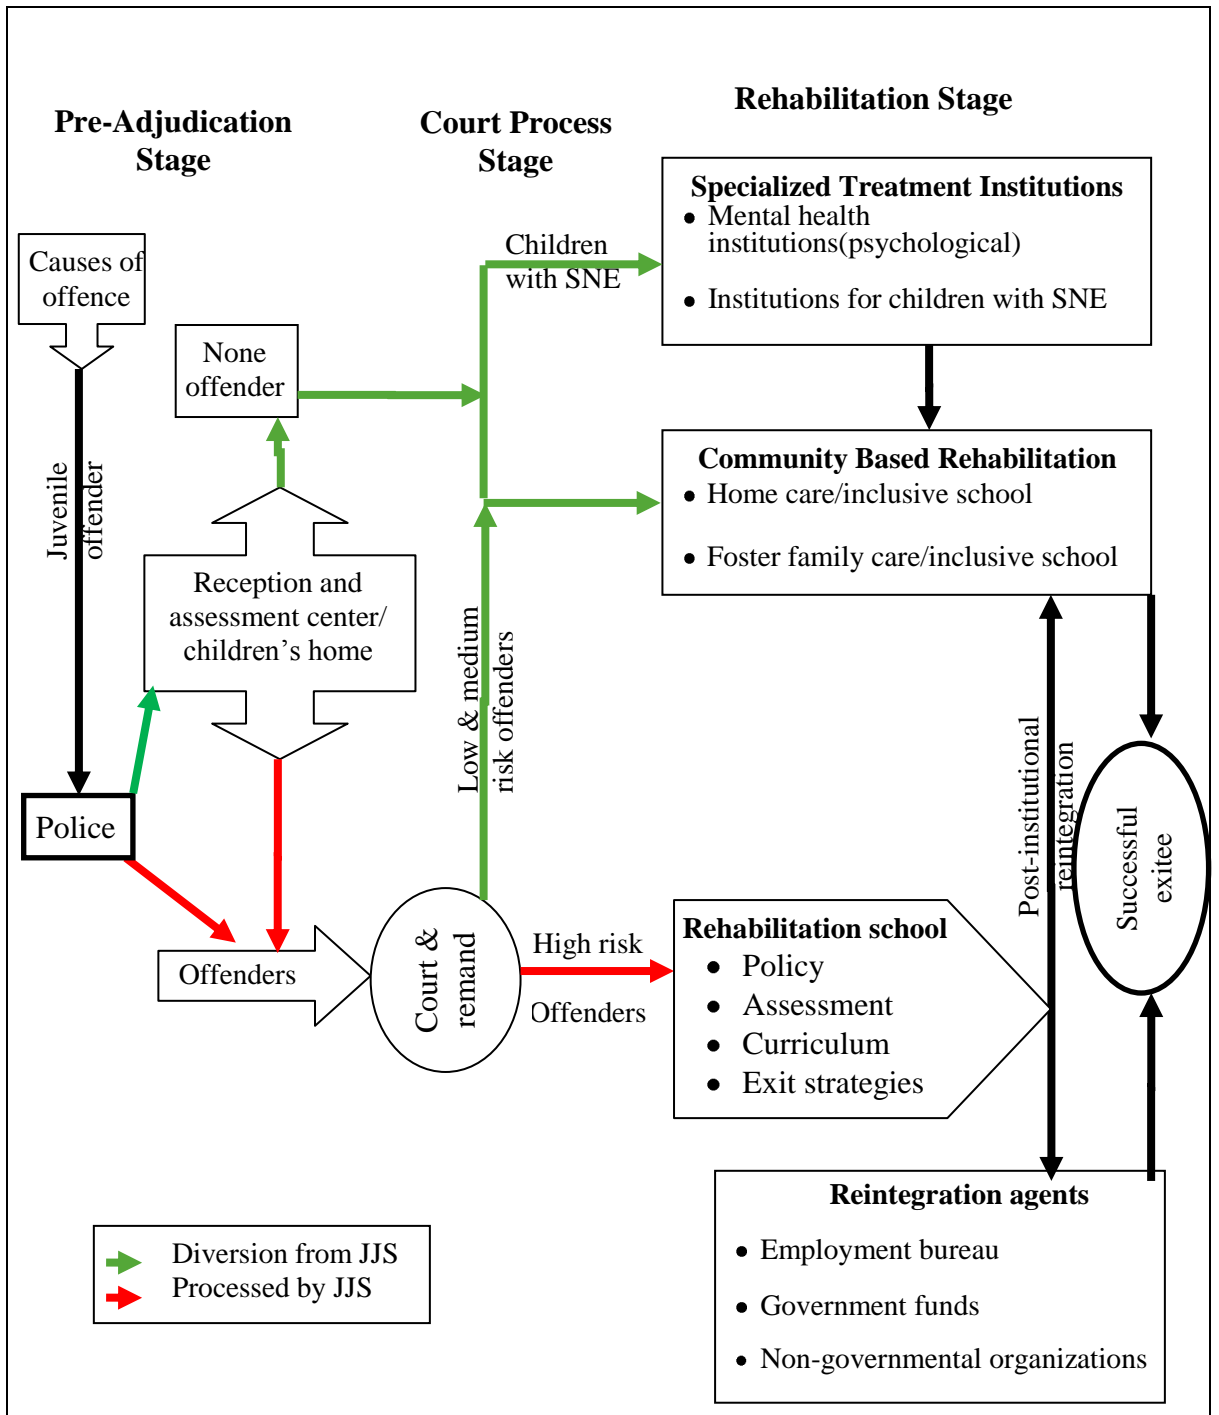 Pre-Adjudication
Stage
Court Process
Stage
Rehabilitation Stage
Causes of
offence
Juvenile
offender
Police
None
offender
Reception and
assessment center/
children’s home
Offenders
Court &
remand
Low & medium
risk offenders
Children
with SNE
High risk
Offenders
Specialized Treatment Institutions
• Mental health
institutions(psychological)
• Institutions for children with SNE
Community Based Rehabilitation
• Home care/inclusive school
• Foster family care/inclusive school
Rehabilitation school
• Policy
• Assessment
• Curriculum
• Exit strategies
Post-institutional
reintegration
Successful
exitee
Reintegration agents
• Employment bureau
• Government funds
• Non-governmental organizations
Diversion from JJS
Processed by JJS